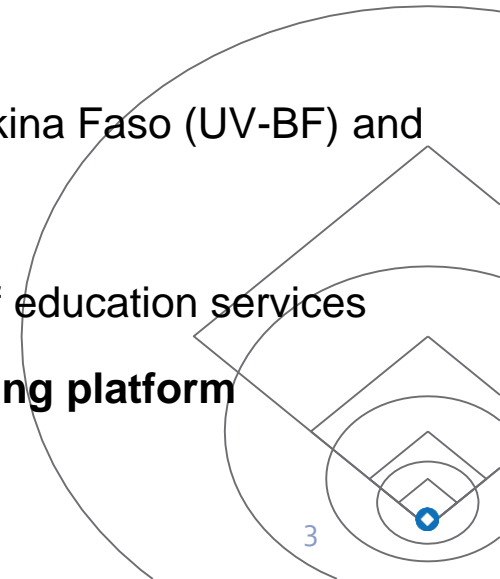 kina Faso (UV-BF) and
education services
ng platform
3